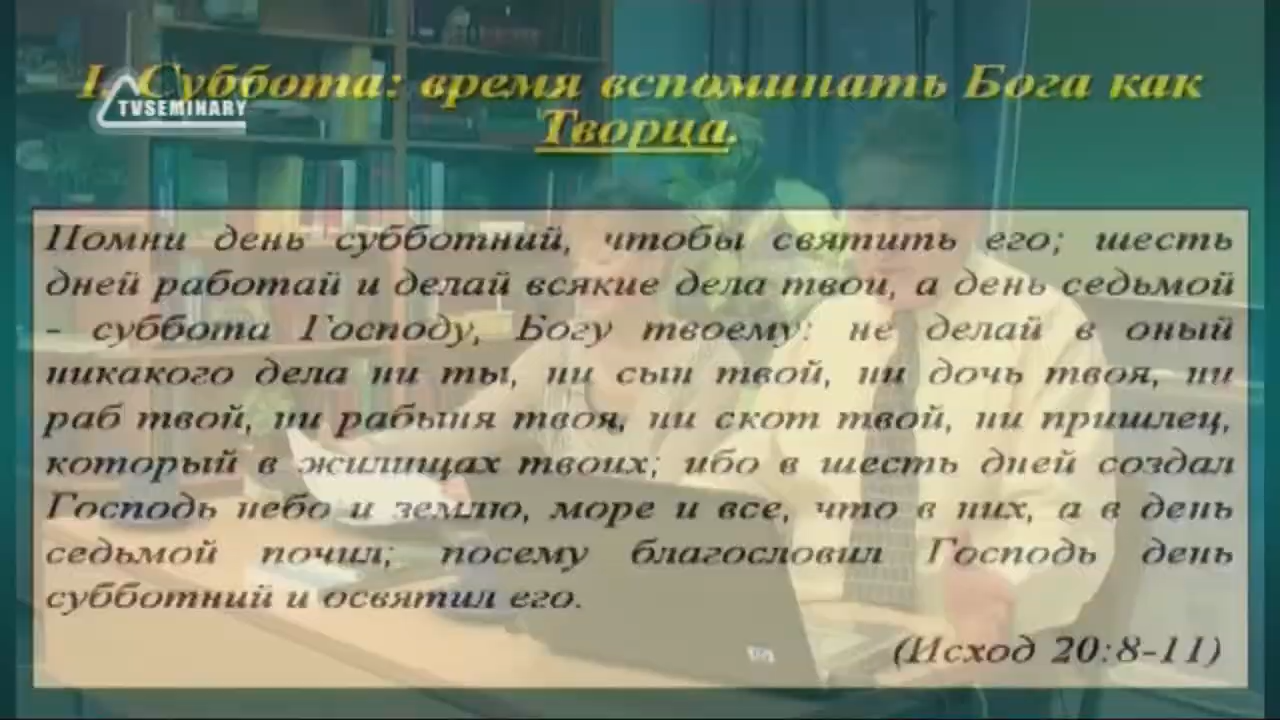 I. Суббота: время вспоминать Бога как
Творца.
TVSEMINARY
Помни день субботний, чтобы святить его; шесть
дней работай и делай всякие дела твои, а день седьмой
- суббота Господу, Богу твоему: не делай в оный
никакого дела ни ты, ни сын твой, ни дочь твоя, ни
раб твой, ни рабыня твоя, ни скот твой, ни пришлец,
который в жилищах твоих; ибо в шесть дней создал
Господь небо и землю, море и все, что в них, а в день
седьмой почил; посему благословил Господь день
субботний и освятил его.
(Исход 20:8-11)
hp